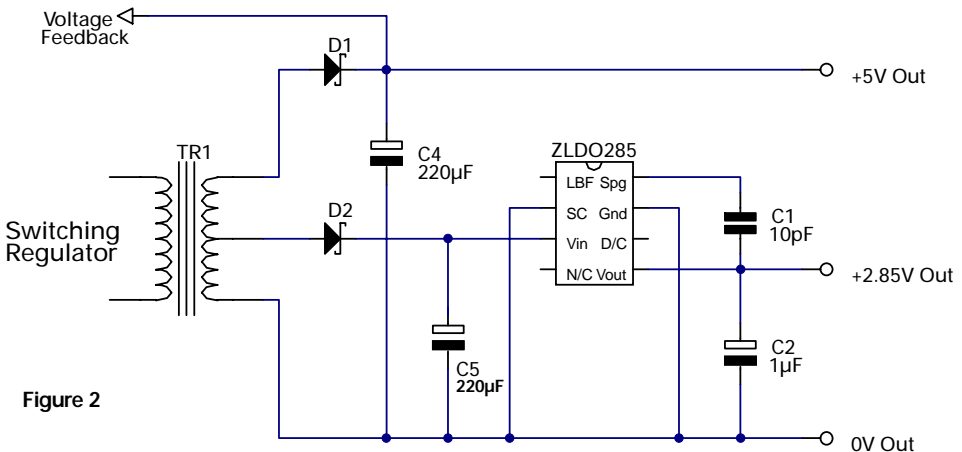 Voltage
Feedback
D1
+5V Out
TR1
C4
220µF
ZLDO285
LBF Spg
SC Gnd
Vin D/C
N/C Vout
C1
10pF
D2
Switching
Regulator
+2.85V Out
C5
220µF
C2
1µF
Figure 2
0V Out